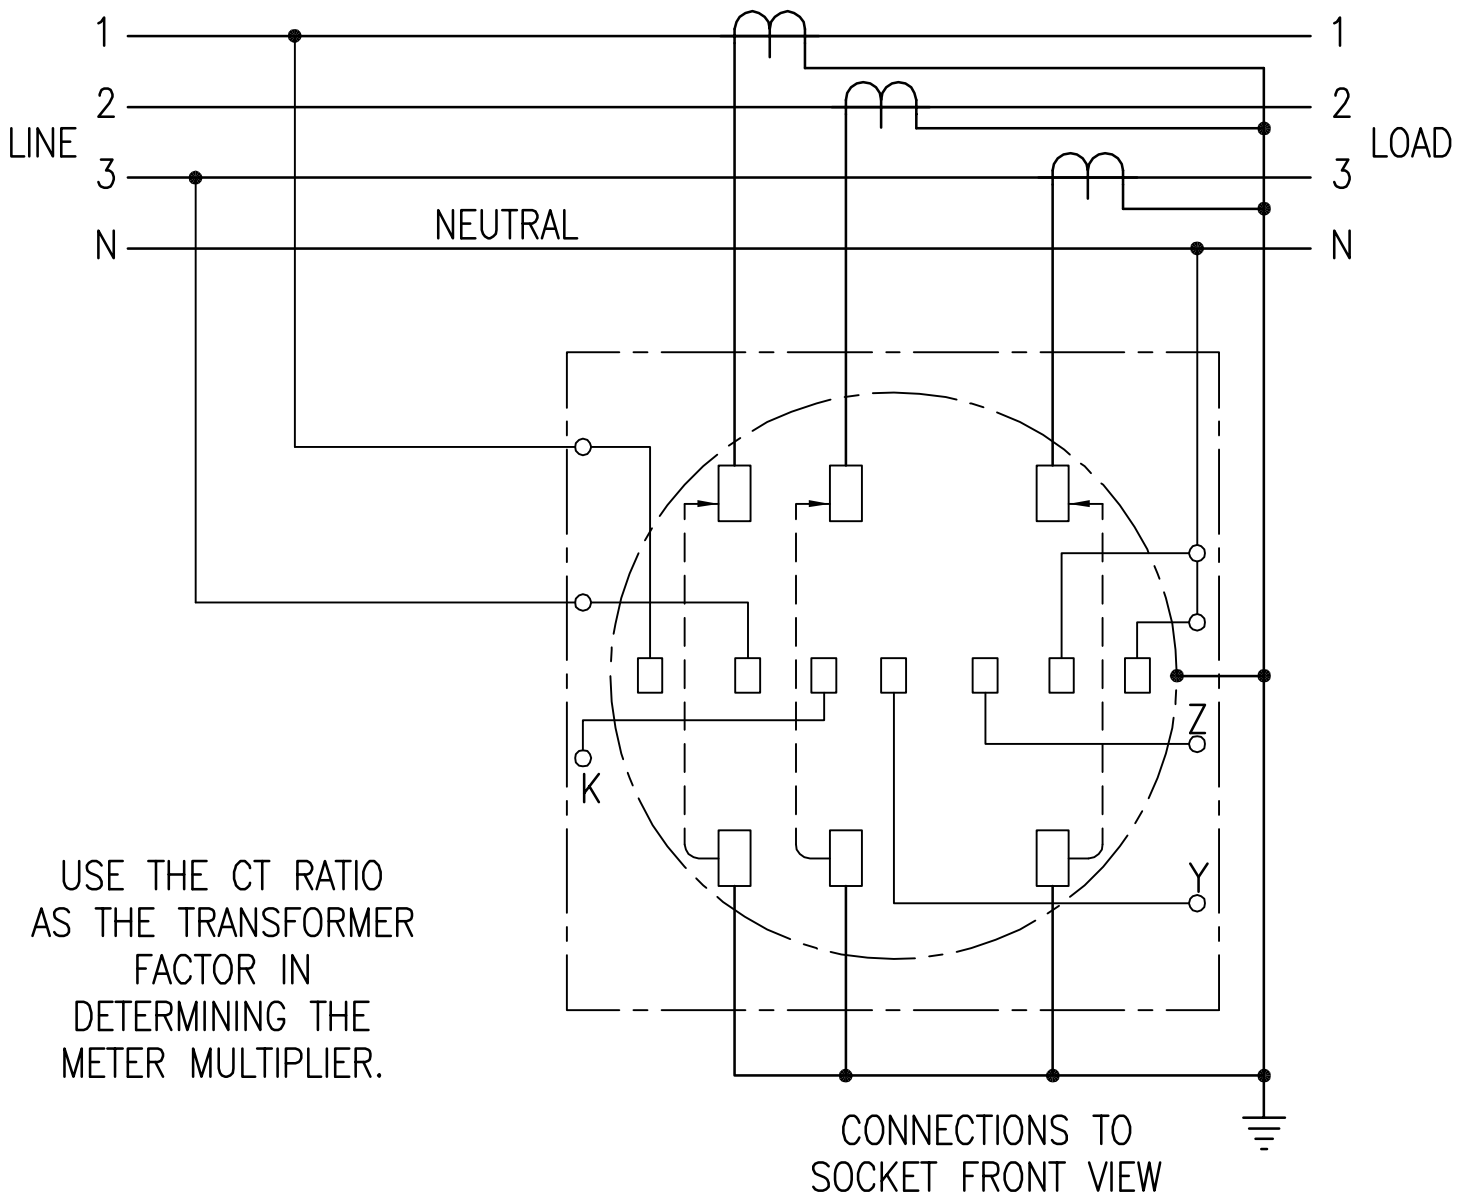 1 1
2 2
LINE LOAD
3 3
NEUTRAL
N N
Z
K
Y
USE THE CT RATIO
AS THE TRANSFORMER
FACTOR IN
DETERMINING THE
METER MULTIPLIER.
CONNECTIONS TO
SOCKET FRONT VIEW